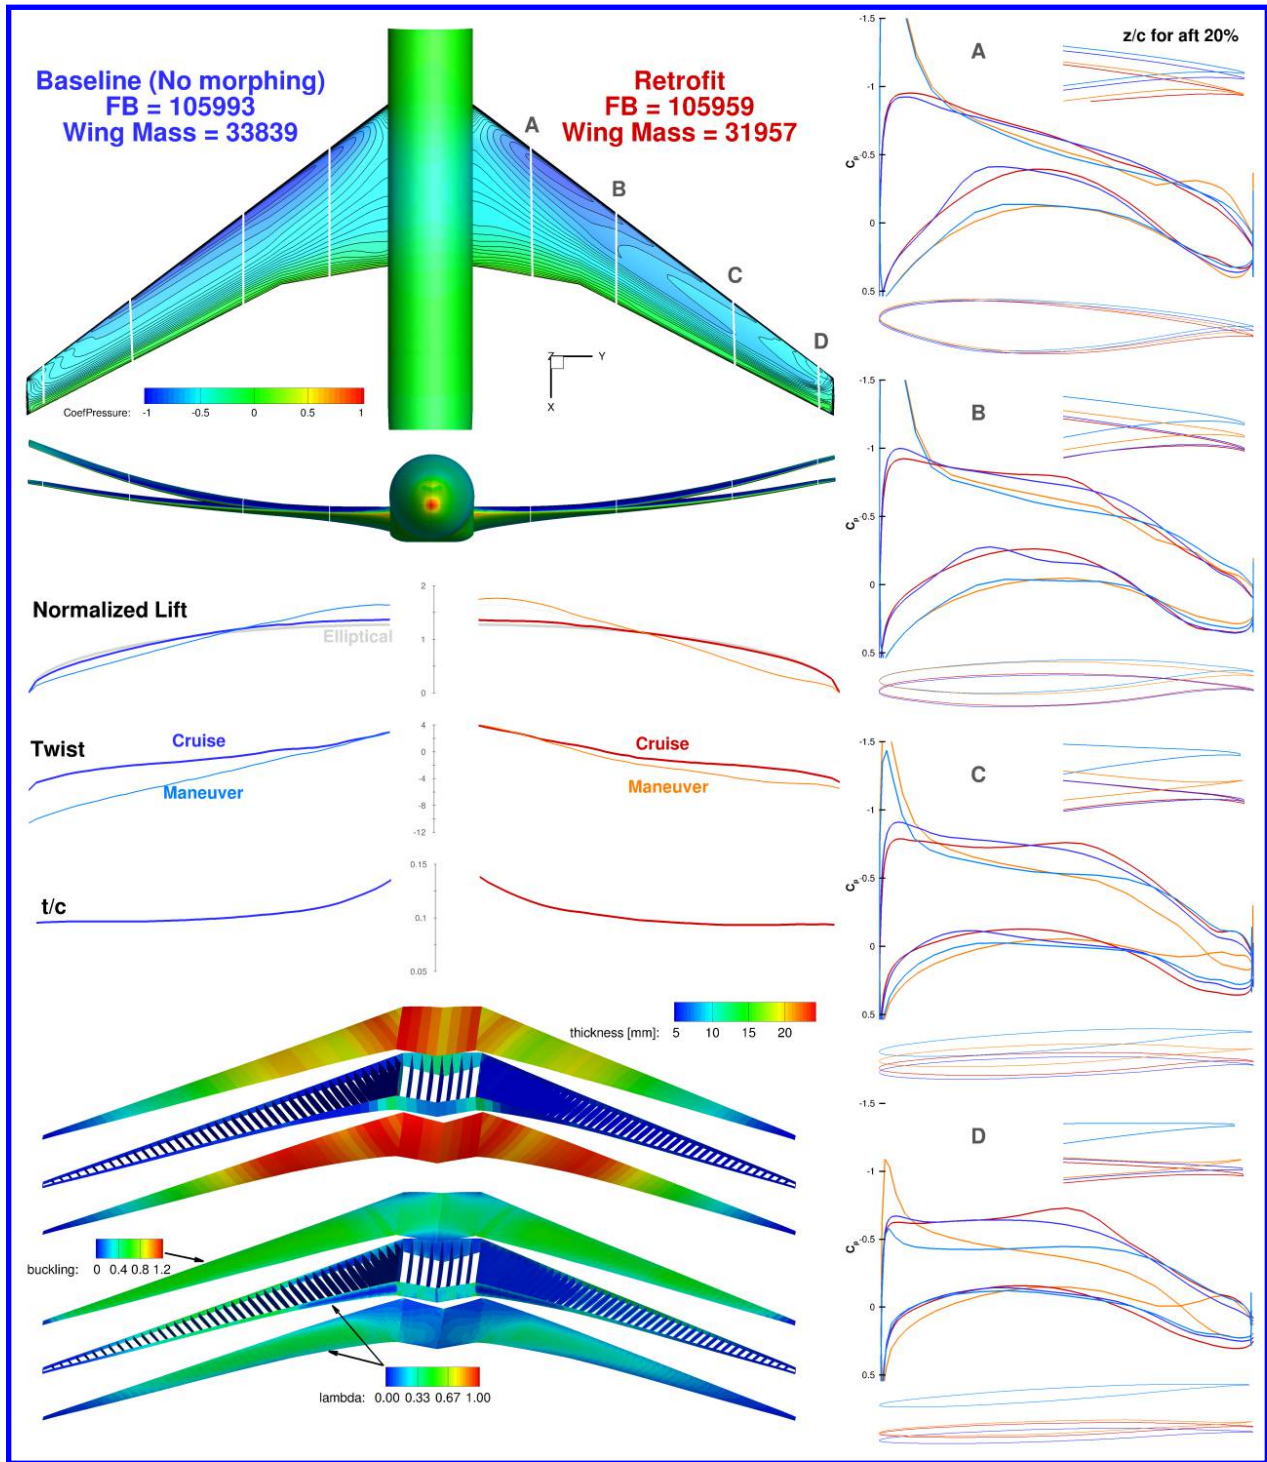 Baseline (No morphing)
FB = 105993
Wing Mass = 33839
Retrofit
FB = 105959
Wing Mass = 31957
A
B
C
D
Z
Y
X
CoefPressure:
-1
-0.5
0
0.5
1
Normalized Lift
Elliptical
2
1
0
Twist
Cruise
Maneuver
4
0
-4
-8
-12
Cruise
Maneuver
t/c
0.15
0.1
0.05
thickness [mm]:
5
10
15
20
buckling:
0 0.4 0.8 1.2
lambda:
0.00 0.33 0.67 1.00
z/c for aft 20%
A
-1.5
-1
-0.5
0
0.5
Cp
B
-1.5
-1
-0.5
0
0.5
Cp
C
-1.5
-1
-0.5
0
0.5
Cp
D
-1.5
-1
-0.5
0
0.5
Cp